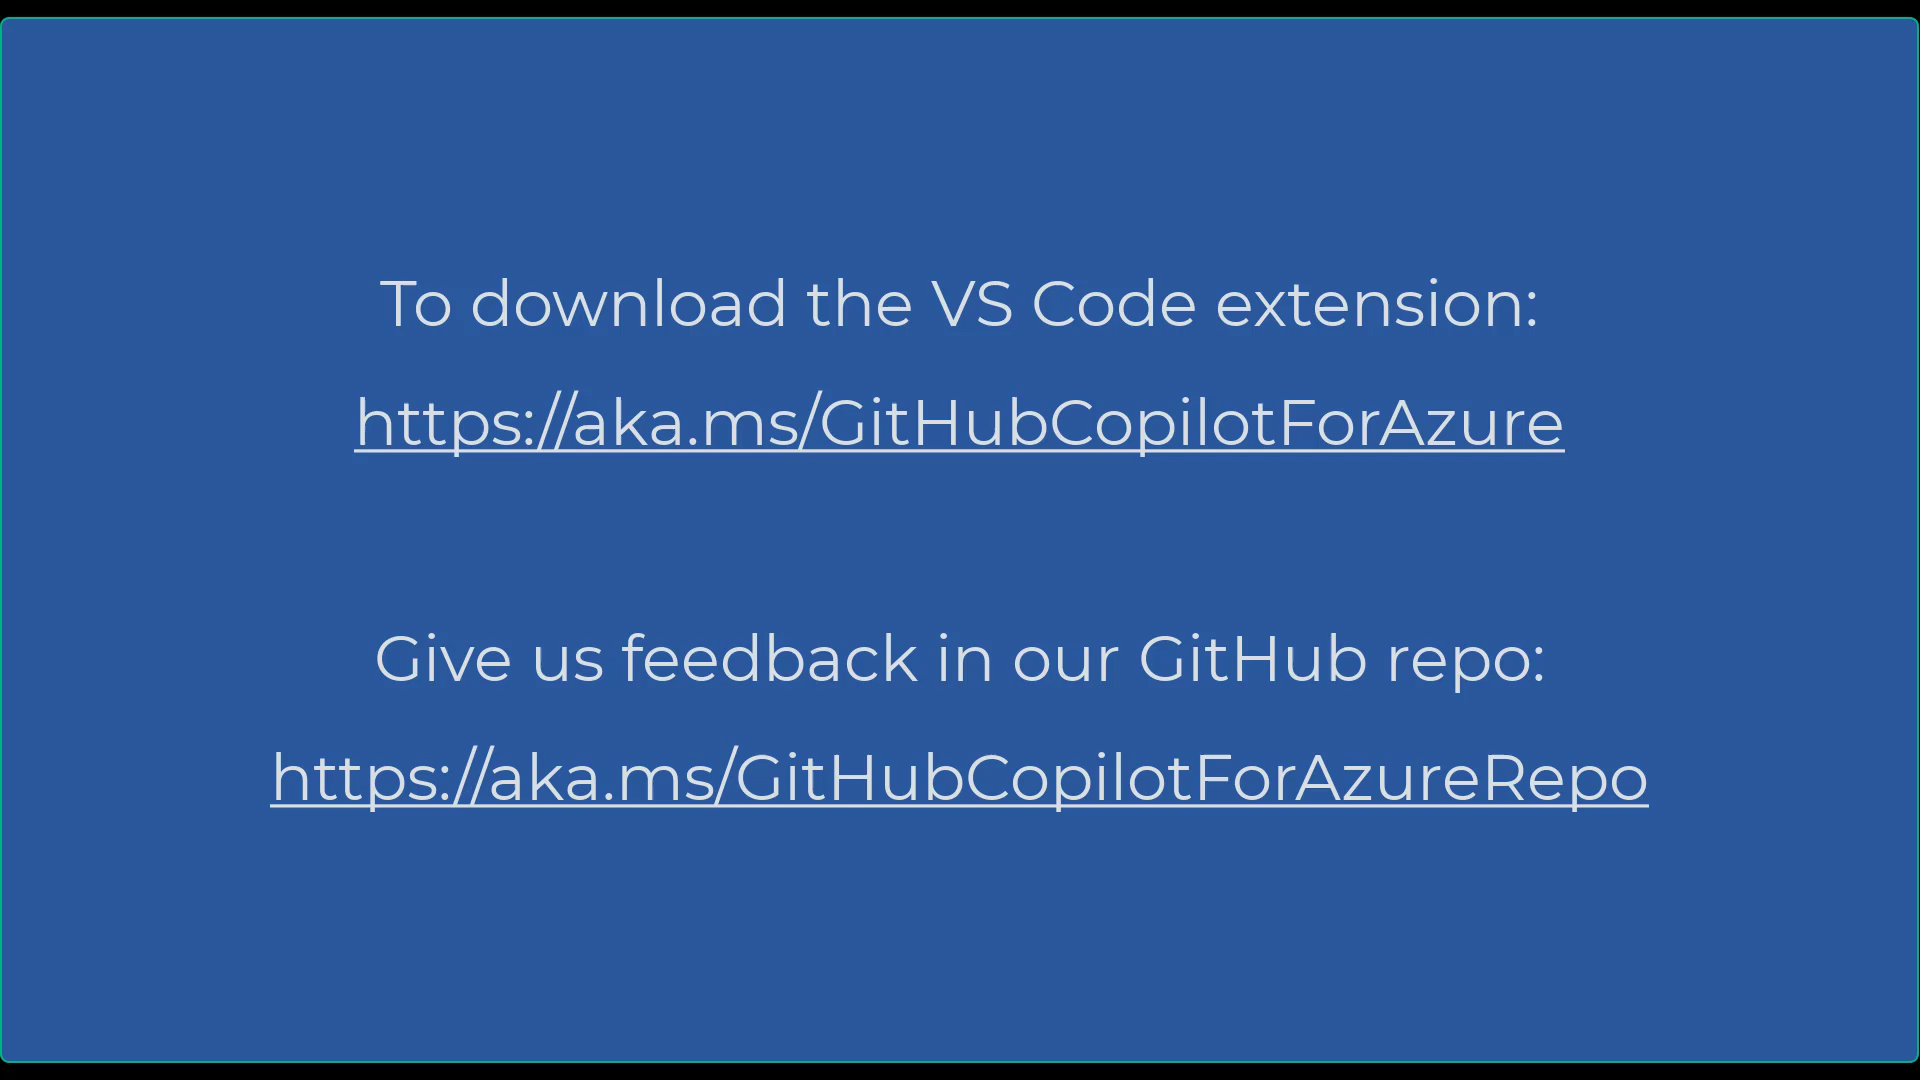 To download the VS Code extension:
https://aka.ms/GitHubCopilotForAzure
Give us feedback in our GitHub repo:
https://aka.ms/GitHubCopilotForAzureRepo